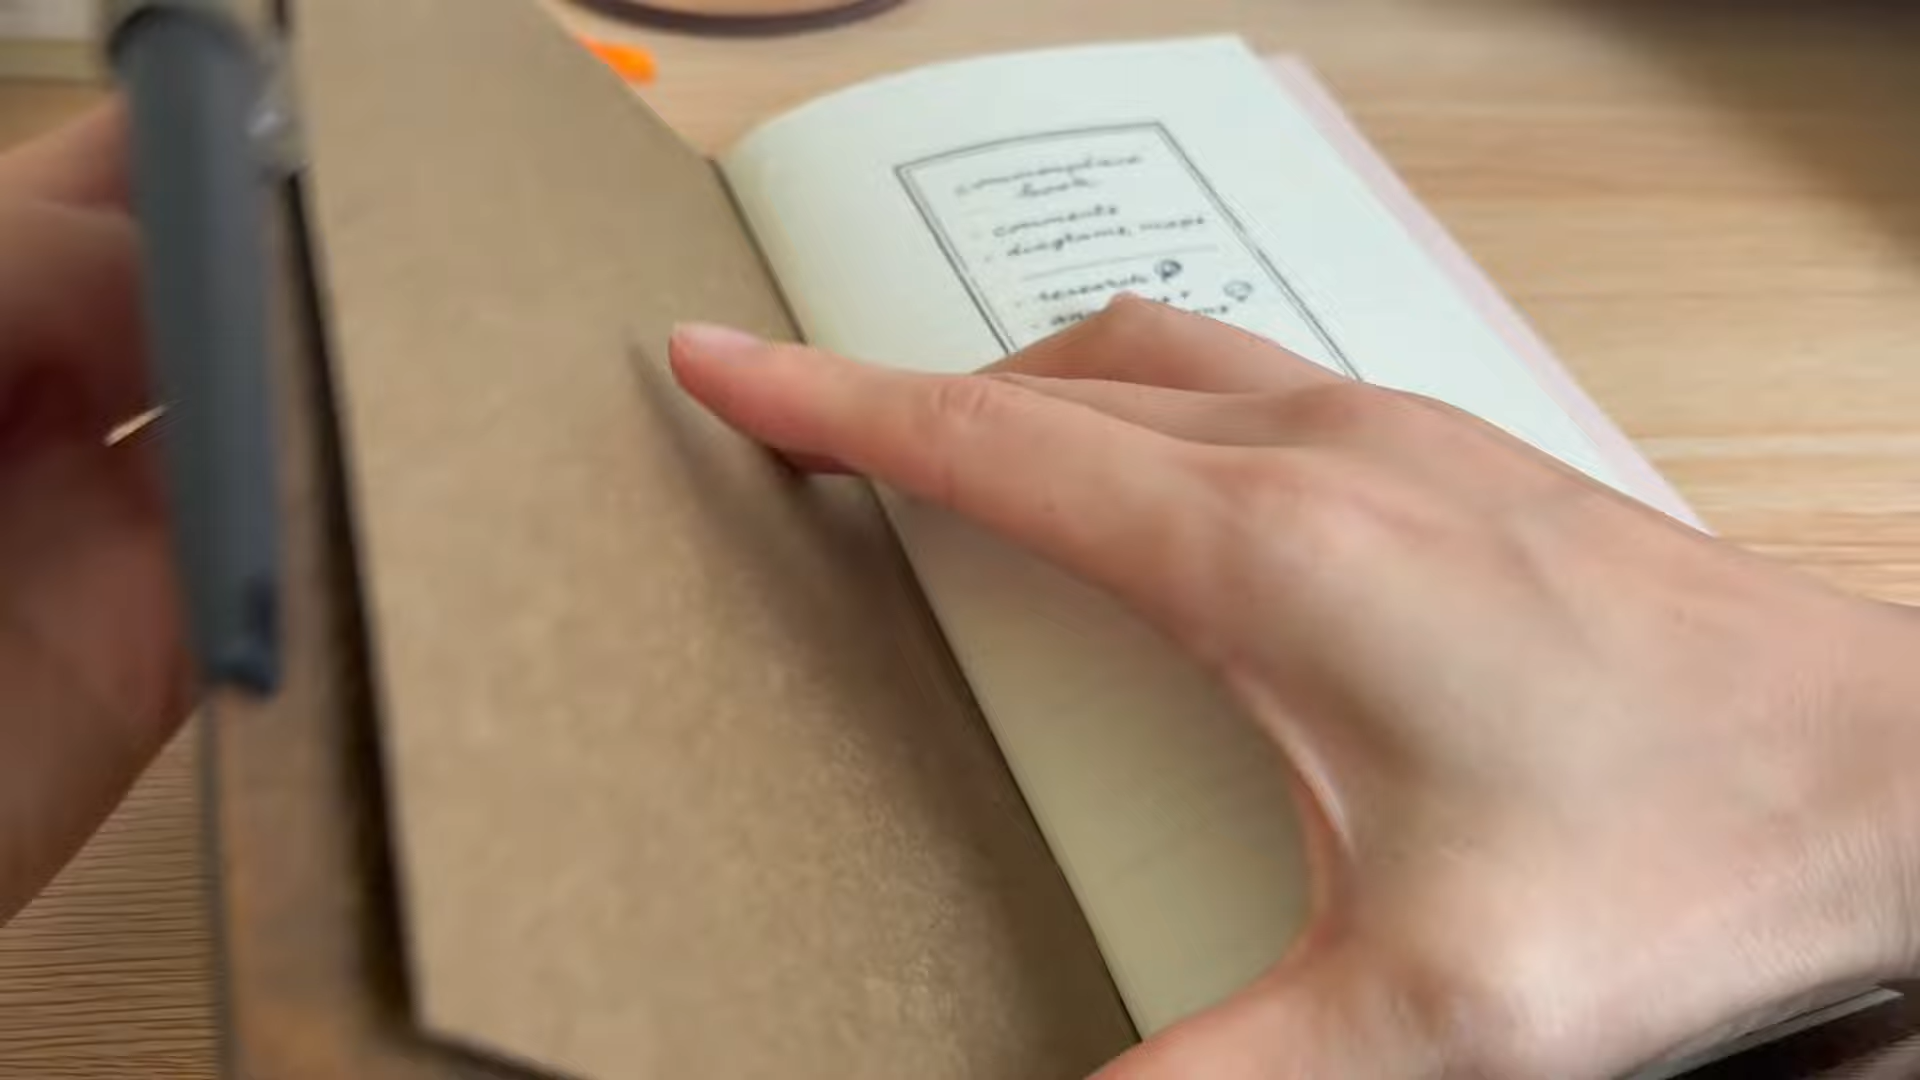 commonplace
book
- comments
- diagrams, maps
- research